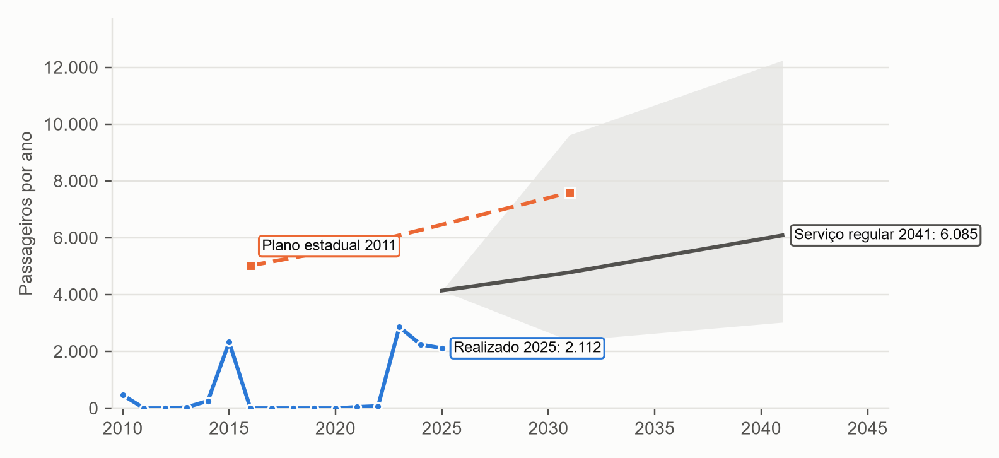 12.000
10.000
8.000
6.000
4.000
2.000
0
Passageiros por ano
Plano estadual 2011
Serviço regular 2041: 6.085
Realizado 2025: 2.112
2010 2015 2020 2025 2030 2035 2040 2045